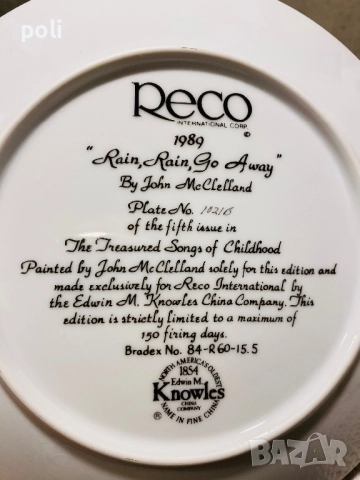 poli
Reco
INTERNATIONAL CORP.
©
1989
"Rain, Rain, Go Away"
By John McClelland
Plate No. 1021B
of the fifth issue in
The Treasured Songs of Childhood
Painted by John McClelland solely for this edition and
made exclusively for Reco International by
the Edwin M. Knowles China Company. This
edition is strictly limited to a maximum of
150 firing days.
Bradex No. 84-R60-15.5
NORTH AMERICA'S OLDEST
1854
Edwin M.
Knowles
CHINA
COMPANY
NAME IN FINE CHINA
®
BAZAR